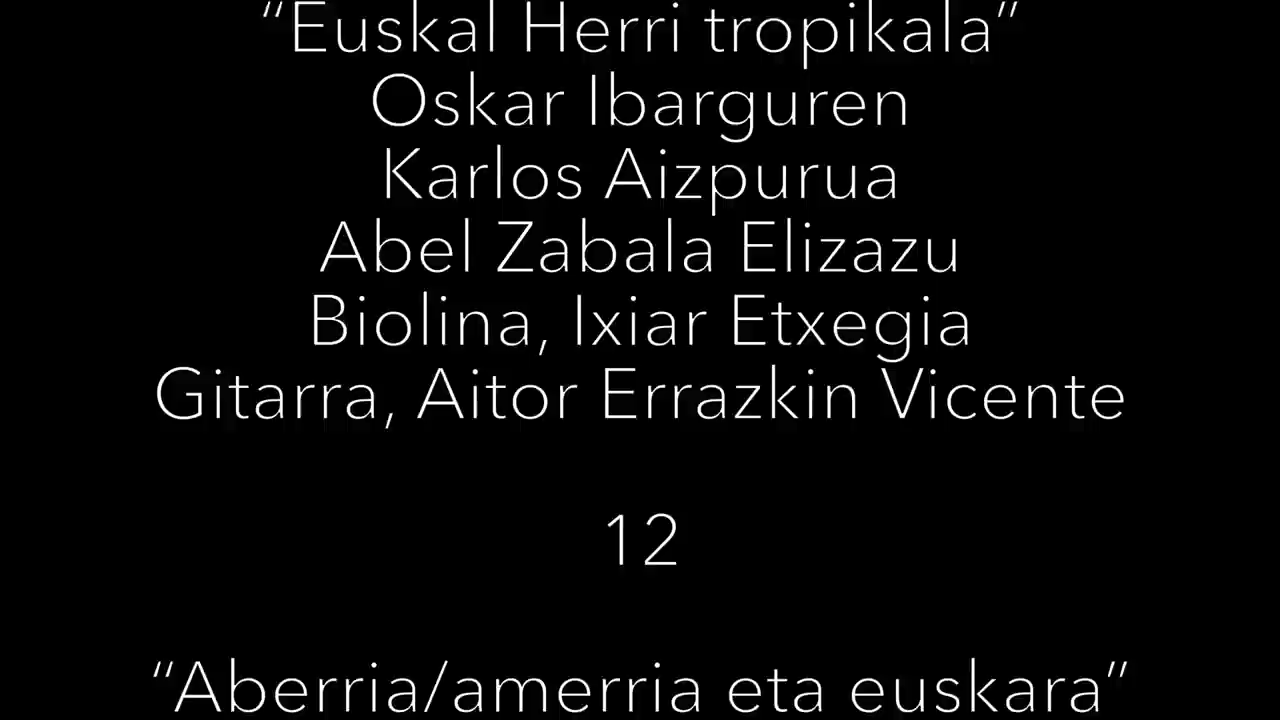 “Euskal Herri tropikala”
Oskar Ibarguren
Karlos Aizpurua
Abel Zabala Elizazu
Biolina, Ixiar Etxegia
Gitarra, Aitor Errazkin Vicente
12
“Aberria/amerria eta euskara”